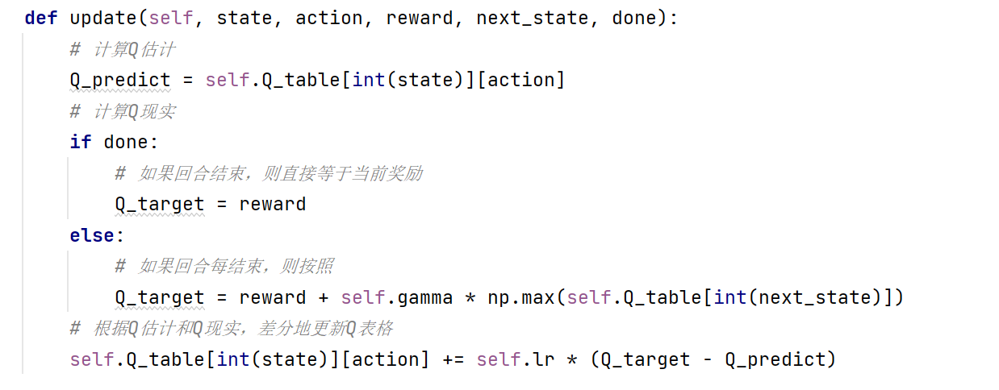 def update(self, state, action, reward, next_state, done):
    # 计算Q估计
    Q_predict = self.Q_table[int(state)][action]
    # 计算Q现实
    if done:
        # 如果回合结束，则直接等于当前奖励
        Q_target = reward
    else:
        # 如果回合每结束，则按照
        Q_target = reward + self.gamma * np.max(self.Q_table[int(next_state)])
    # 根据Q估计和Q现实，差分地更新Q表格
    self.Q_table[int(state)][action] += self.lr * (Q_target - Q_predict)